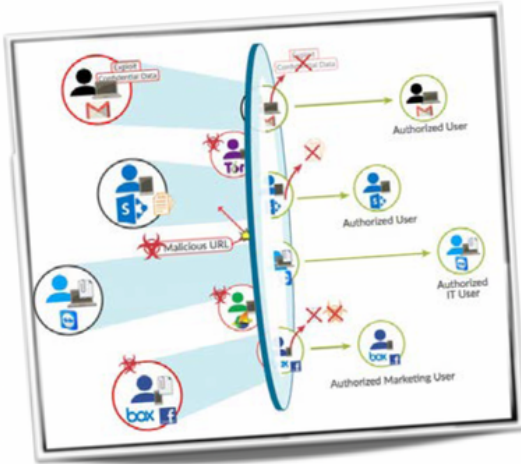 Export
Confidential Data
Export
Confidential Data
Authorized User
Tor
S
Authorized User
Malicious URL
Authorized
IT User
box
box
Authorized Marketing User
box